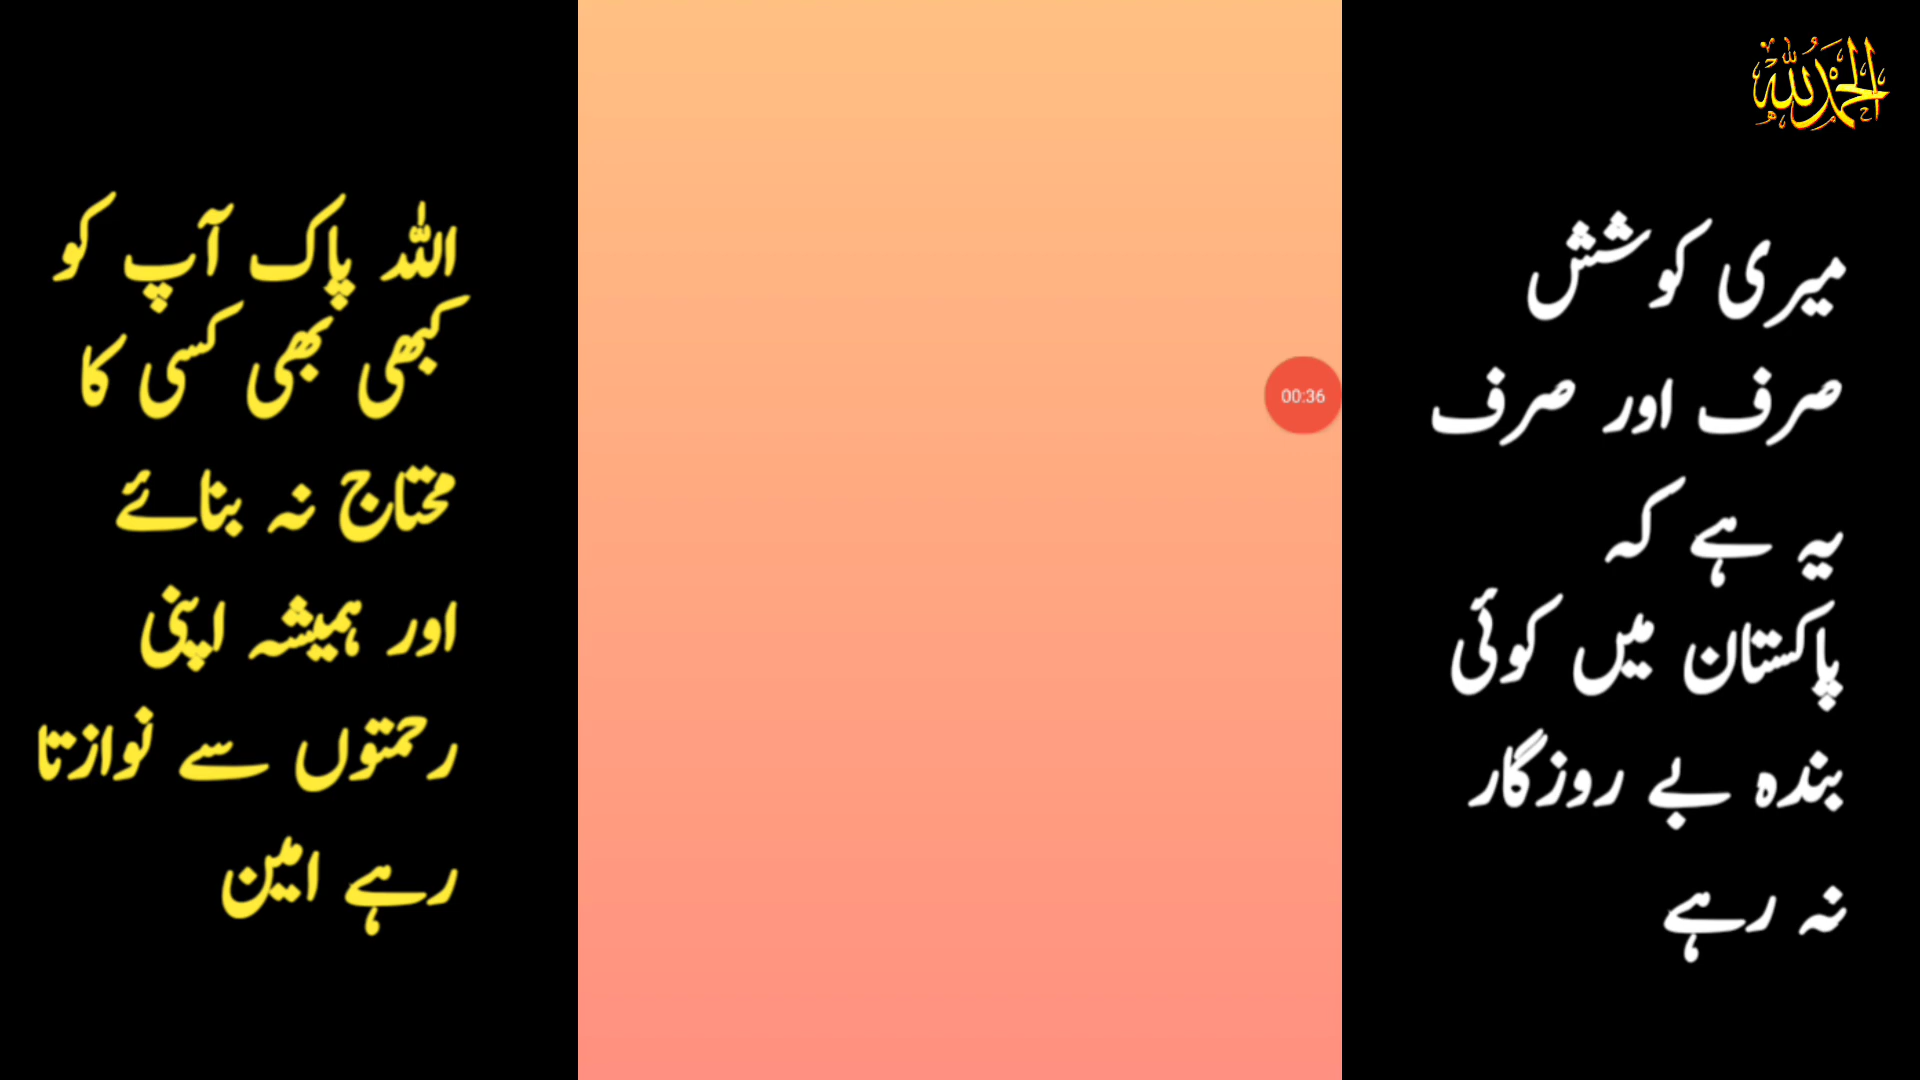 الحمدللہ
میری کوشش
صرف اور صرف
یہ ہے کہ
پاکستان میں کوئی
بندہ بے روزگار
نہ رہے
00:36
اللہ پاک آپ کو
کبھی بھی کسی کا
محتاج نہ بنائے
اور ہمیشہ اپنی
رحمتوں سے نوازتا
رہے امین